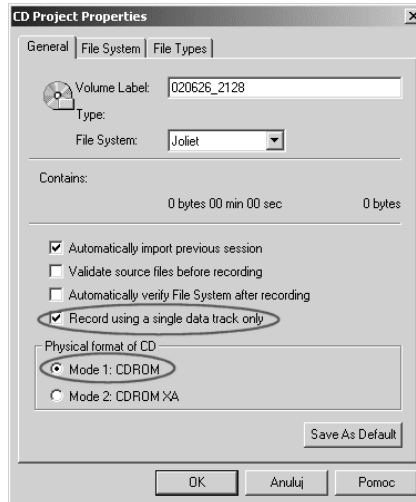 CD Project Properties
General File System File Types
Volume Label: 020626_2128
Type:
File System: Joliet
Contains:
0 bytes 00 min 00 sec 0 bytes
Automatically import previous session
Validate source files before recording
Automatically verify File System after recording
Record using a single data track only
Physical format of CD
Mode 1: CDROM
Mode 2: CDROM XA
Save As Default
OK Anuluj Pomoc